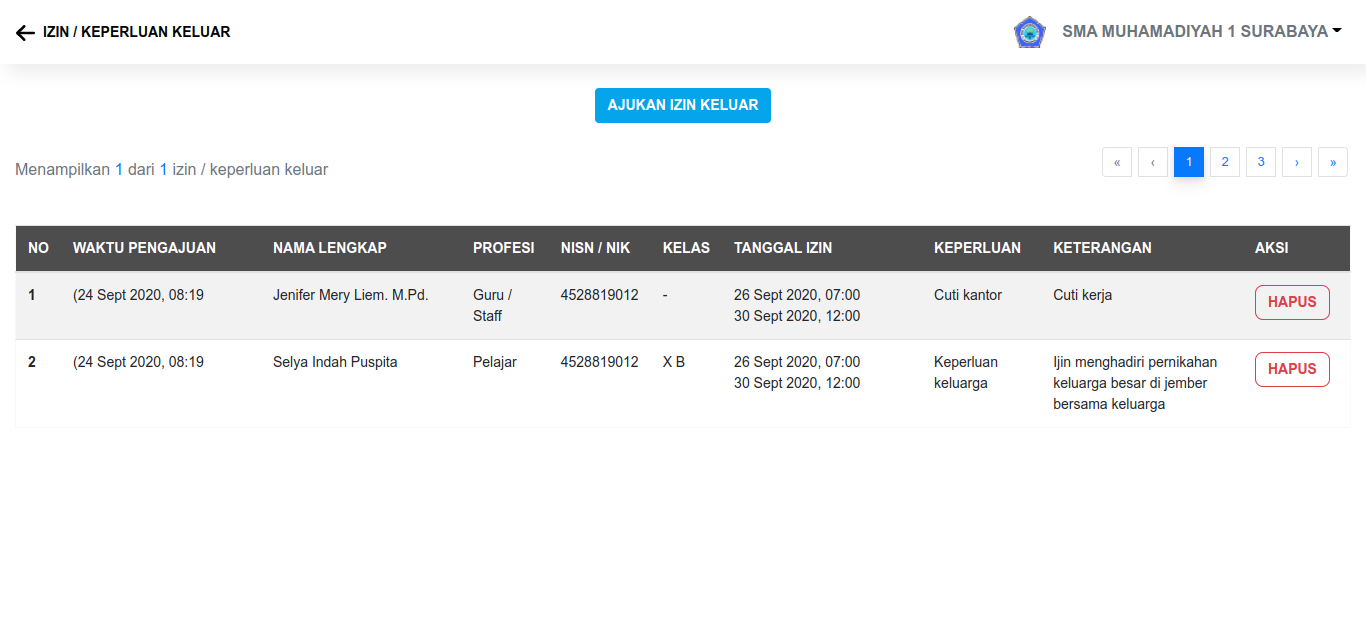 IZIN / KEPERLUAN KELUAR
SMA MUHAMADIYAH 1 SURABAYA
AJUKAN IZIN KELUAR
Menampilkan 1 dari 1 izin / keperluan keluar
« ‹ 1 2 3 › »
NO WAKTU PENGAJUAN NAMA LENGKAP PROFESI NISN / NIK KELAS TANGGAL IZIN KEPERLUAN KETERANGAN AKSI
1 (24 Sept 2020, 08:19 Jenifer Mery Liem. M.Pd. Guru / 4528819012 - 26 Sept 2020, 07:00 Cuti kantor Cuti kerja HAPUS
Staff 30 Sept 2020, 12:00
2 (24 Sept 2020, 08:19 Selya Indah Puspita Pelajar 4528819012 X B 26 Sept 2020, 07:00 Keperluan Ijin menghadiri pernikahan HAPUS
30 Sept 2020, 12:00 keluarga keluarga besar di jember
bersama keluarga